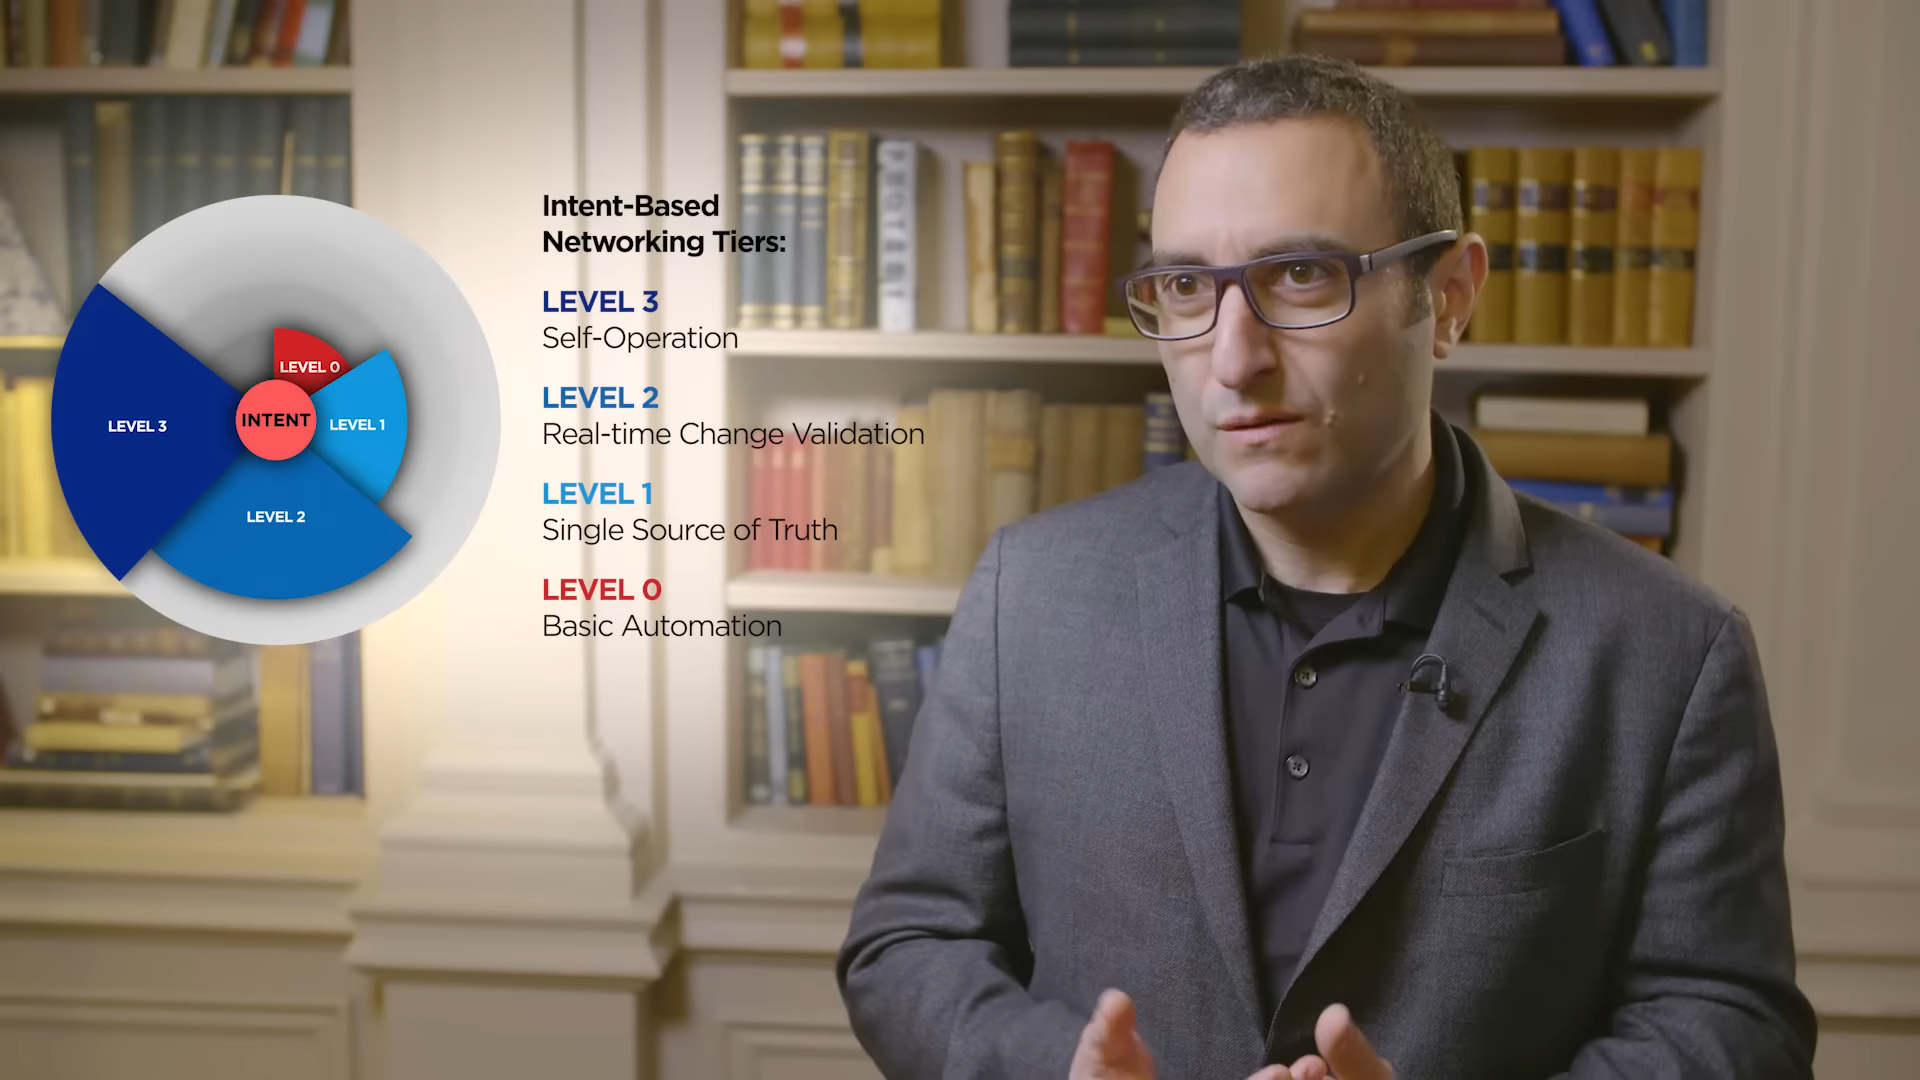 Intent-Based
Networking Tiers:
LEVEL 3
Self-Operation
LEVEL 2
Real-time Change Validation
LEVEL 1
Single Source of Truth
LEVEL 0
Basic Automation
LEVEL 0
INTENT
LEVEL 1
LEVEL 3
LEVEL 2